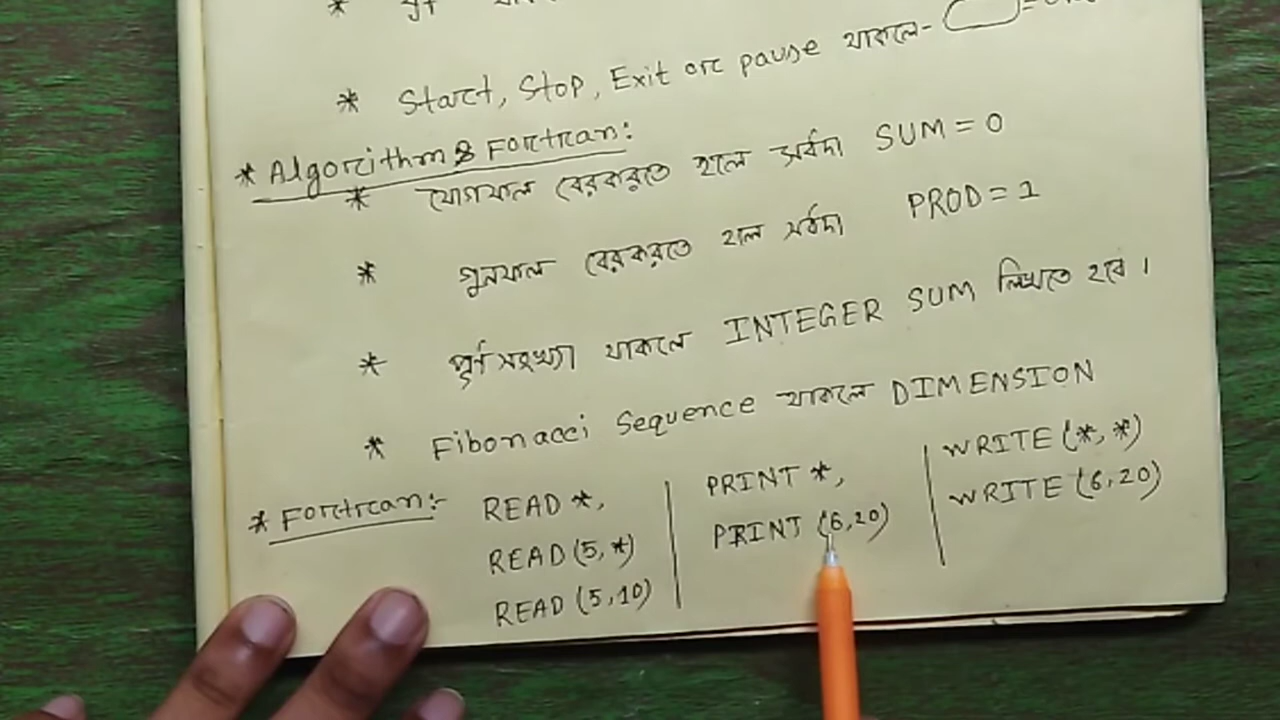 * Start, Stop, Exit or pause থাকলে-
* Algorithm & Fortran:
* যোগফল বেরকরতে হলে সর্বদা SUM = 0
* গুনফল বেরকরতে হলে সর্বদা PROD = 1
* পূর্নসংখ্যা থাকলে INTEGER SUM লিখতে হবে।
* Fibonacci Sequence থাকলে DIMENSION
* Fortran:- READ *, PRINT *, WRITE (*, *)
READ (5, *) PRINT (6,20) WRITE (6,20)
READ (5,10)